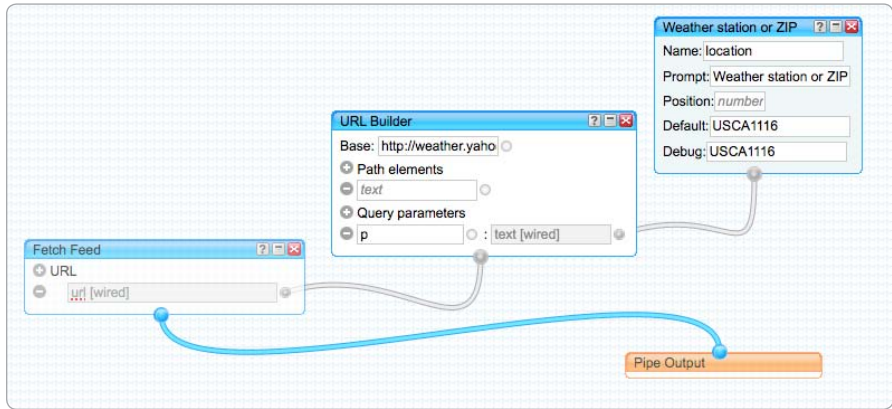 Weather station or ZIP ? -
Name: location
Prompt: Weather station or ZIP
Position: number
Default: USCA1116
Debug: USCA1116
URL Builder ? -
Base: http://weather.yaho
Path elements
text
Query parameters
p : text [wired]
Fetch Feed ? -
URL
url [wired]
Pipe Output